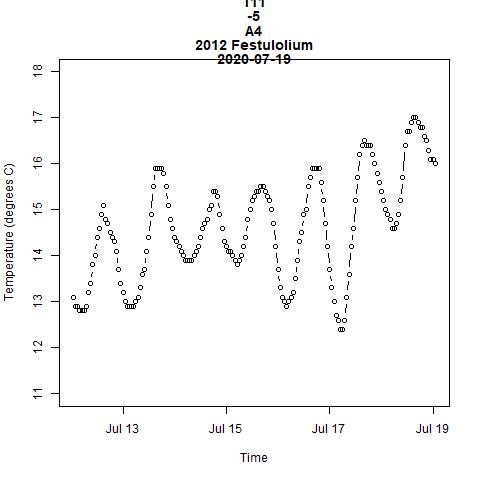 T11
-5
A4
2012 Festulolium
2020-07-19
Temperature (degrees C)
18
17
16
15
14
13
12
11
Jul 13
Jul 15
Jul 17
Jul 19
Time